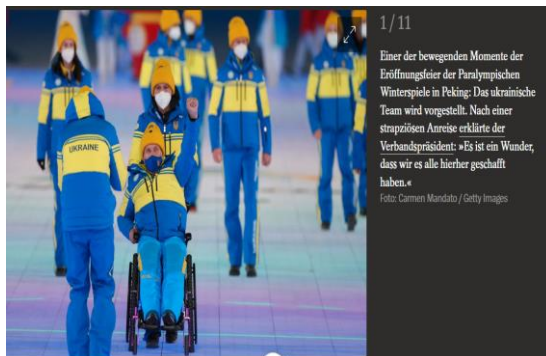 1/11
Einer der bewegenden Momente der
Eröffnungsfeier der Paralympischen
Winterspiele in Peking: Das ukrainische
Team wird vorgestellt. Nach einer
strapziösen Anreise erklärte der
Verbandspräsident: »Es ist ein Wunder,
dass wir es alle hierher geschafft
haben.«
Foto: Carmen Mandato / Getty Images
UKRAINE